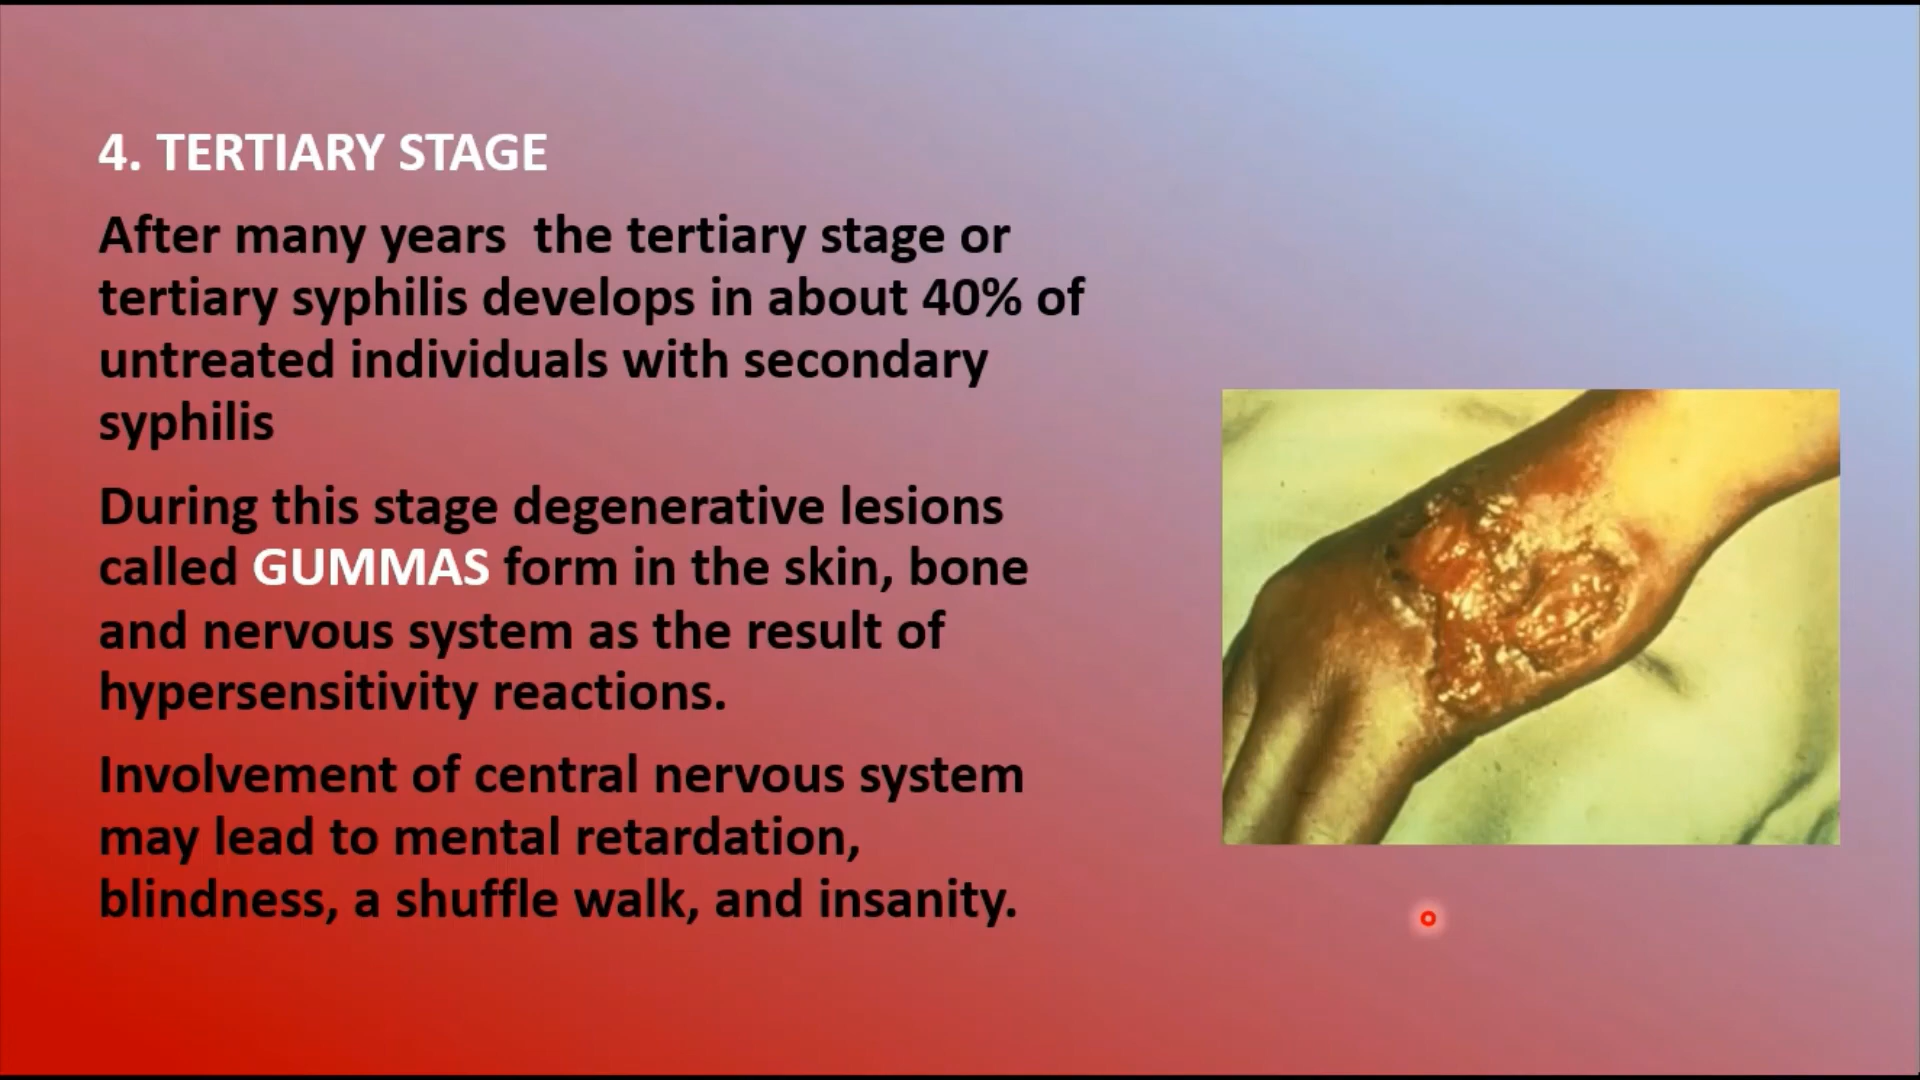 4. TERTIARY STAGE
After many years  the tertiary stage or
tertiary syphilis develops in about 40% of
untreated individuals with secondary
syphilis
During this stage degenerative lesions
called GUMMAS form in the skin, bone
and nervous system as the result of
hypersensitivity reactions.
Involvement of central nervous system
may lead to mental retardation,
blindness, a shuffle walk, and insanity.